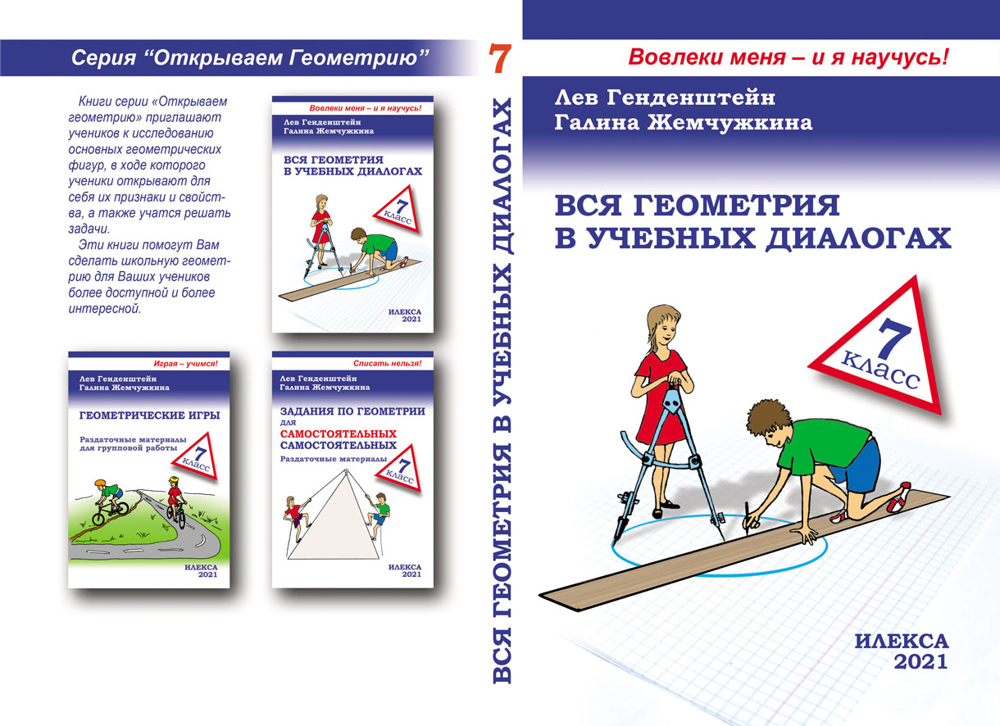 Серия “Открываем Геометрию”
Книги серии «Открываем
геометрию» приглашают
учеников к исследованию
основных геометрических
фигур, в ходе которого
ученики открывают для
себя их признаки и свойст-
ва, а также учатся решать
задачи.
Эти книги помогут Вам
сделать школьную геомет-
рию для Ваших учеников
более доступной и более
интересной.
Вовлеки меня – и я научусь!
Лев Генденштейн
Галина Жемчужкина
ВСЯ ГЕОМЕТРИЯ
В УЧЕБНЫХ ДИАЛОГАХ
7
класс
ИЛЕКСА
2021
Играя – учимся!
Лев Генденштейн
Галина Жемчужкина
ГЕОМЕТРИЧЕСКИЕ ИГРЫ
Раздаточные материалы
для групповой работы
7
класс
ИЛЕКСА
2021
Списать нельзя!
Лев Генденштейн
Галина Жемчужкина
ЗАДАНИЯ ПО ГЕОМЕТРИИ
для
САМОСТОЯТЕЛЬНЫХ
САМОСТОЯТЕЛЬНЫХ
Раздаточные материалы
7
класс
ИЛЕКСА
2021
7
ВСЯ ГЕОМЕТРИЯ В УЧЕБНЫХ ДИАЛОГАХ
Вовлеки меня – и я научусь!
Лев Генденштейн
Галина Жемчужкина
ВСЯ ГЕОМЕТРИЯ
В УЧЕБНЫХ ДИАЛОГАХ
7
класс
ИЛЕКСА
2021